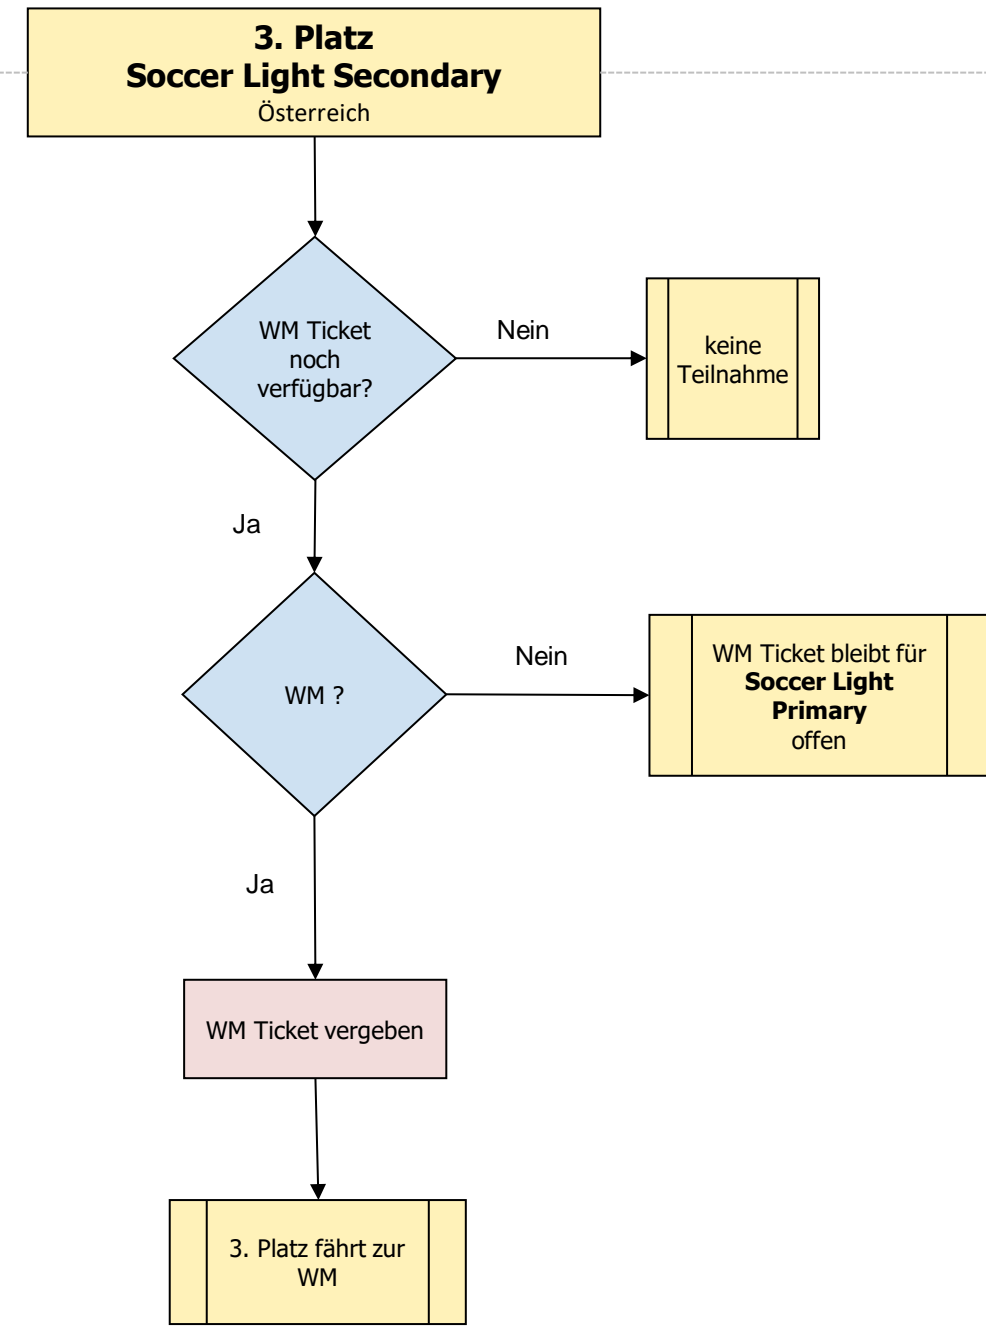 3. Platz
Soccer Light Secondary
Österreich
WM Ticket
noch
verfügbar?
Nein
keine
Teilnahme
Ja
WM ?
Nein
WM Ticket bleibt für
Soccer Light
Primary
offen
Ja
WM Ticket vergeben
3. Platz fährt zur
WM